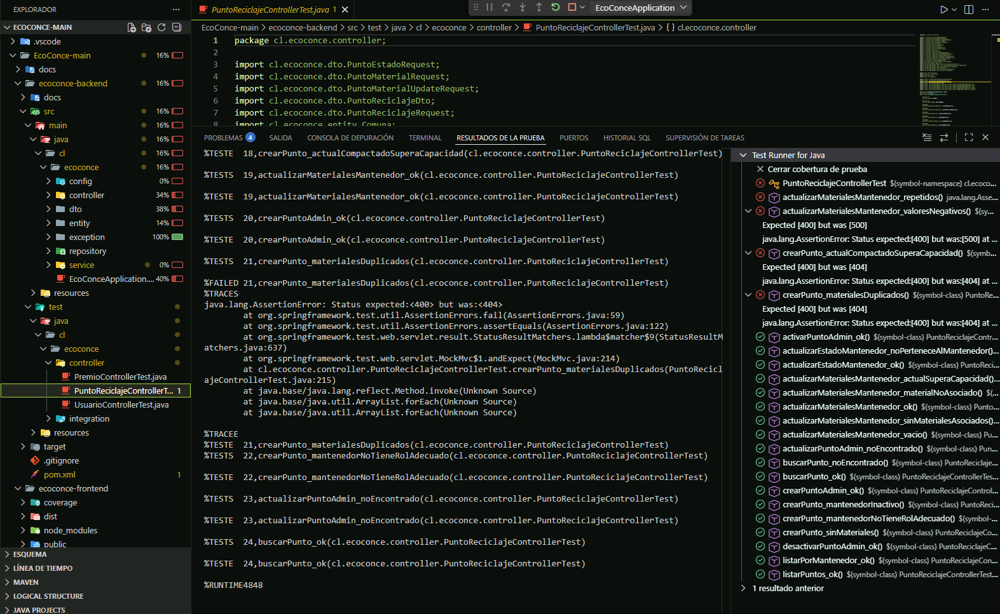 EXPLORADOR
ECOCONCE-MAIN
.vscode
EcoConce-main 16%
docs
ecoconce-backend 16%
docs
src 16%
main 16%
java 16%
cl 16%
ecoconce 16%
config 0%
controller 34%
dto 38%
entity 14%
exception 100%
repository
service 0%
EcoConceApplication.... 40%
resources
test
java
cl
ecoconce
controller
PremioControllerTest.java
PuntoReciclajeControllerT... 1
UsuarioControllerTest.java
integration
resources
target
.gitignore
pom.xml 1
ecoconce-frontend
coverage
dist
node_modules
public
ESQUEMA
LÍNEA DE TIEMPO
MAVEN
LOGICAL STRUCTURE
JAVA PROJECTS
PuntoReciclajeControllerTest.java 1
EcoConceApplication
EcoConce-main > ecoconce-backend > src > test > java > cl > ecoconce > controller > PuntoReciclajeControllerTest.java > { } cl.ecoconce.controller
1 package cl.ecoconce.controller;
2
3 import cl.ecoconce.dto.PuntoEstadoRequest;
4 import cl.ecoconce.dto.PuntoMaterialRequest;
5 import cl.ecoconce.dto.PuntoMaterialUpdateRequest;
6 import cl.ecoconce.dto.PuntoReciclajeDto;
7 import cl.ecoconce.dto.PuntoReciclajeRequest;
8 import cl.ecoconce.entity.Comuna;
PROBLEMAS 4 SALIDA CONSOLA DE DEPURACIÓN TERMINAL RESULTADOS DE LA PRUEBA PUERTOS HISTORIAL SQL SUPERVISIÓN DE TAREAS
%TESTE 18,crearPunto_actualCompactadoSuperaCapacidad(cl.ecoconce.controller.PuntoReciclajeControllerTest)
%TESTS 19,actualizarMaterialesMantenedor_ok(cl.ecoconce.controller.PuntoReciclajeControllerTest)
%TESTE 19,actualizarMaterialesMantenedor_ok(cl.ecoconce.controller.PuntoReciclajeControllerTest)
%TESTS 20,crearPuntoAdmin_ok(cl.ecoconce.controller.PuntoReciclajeControllerTest)
%TESTE 20,crearPuntoAdmin_ok(cl.ecoconce.controller.PuntoReciclajeControllerTest)
%TESTS 21,crearPunto_materialesDuplicados(cl.ecoconce.controller.PuntoReciclajeControllerTest)
%FAILED 21,crearPunto_materialesDuplicados(cl.ecoconce.controller.PuntoReciclajeControllerTest)
%TRACES
java.lang.AssertionError: Status expected:<400> but was:<404>
at org.springframework.test.util.AssertionErrors.fail(AssertionErrors.java:59)
at org.springframework.test.util.AssertionErrors.assertEquals(AssertionErrors.java:122)
at org.springframework.test.web.servlet.result.StatusResultMatchers.lambda$matcher$9(StatusResultM
atchers.java:637)
at org.springframework.test.web.servlet.MockMvc$1.andExpect(MockMvc.java:214)
at cl.ecoconce.controller.PuntoReciclajeControllerTest.crearPunto_materialesDuplicados(PuntoRecicl
ajeControllerTest.java:215)
at java.base/java.lang.reflect.Method.invoke(Unknown Source)
at java.base/java.util.ArrayList.forEach(Unknown Source)
at java.base/java.util.ArrayList.forEach(Unknown Source)
%TRACEE
%TESTE 21,crearPunto_materialesDuplicados(cl.ecoconce.controller.PuntoReciclajeControllerTest)
%TESTS 22,crearPunto_mantenedorNoTieneRolAdecuado(cl.ecoconce.controller.PuntoReciclajeControllerTest)
%TESTE 22,crearPunto_mantenedorNoTieneRolAdecuado(cl.ecoconce.controller.PuntoReciclajeControllerTest)
%TESTS 23,actualizarPuntoAdmin_noEncontrado(cl.ecoconce.controller.PuntoReciclajeControllerTest)
%TESTE 23,actualizarPuntoAdmin_noEncontrado(cl.ecoconce.controller.PuntoReciclajeControllerTest)
%TESTS 24,buscarPunto_ok(cl.ecoconce.controller.PuntoReciclajeControllerTest)
%TESTE 24,buscarPunto_ok(cl.ecoconce.controller.PuntoReciclajeControllerTest)
%RUNTIME4848
Test Runner for Java
Cerrar cobertura de prueba
PuntoReciclajeControllerTest $(symbol-namespace) cl.ecoco...
actualizarMaterialesMantenedor_repetidos() java.lang.Asse...
actualizarMaterialesMantenedor_valoresNegativos() $(sy...
Expected [400] but was [500]
java.lang.AssertionError: Status expected:[400] but was:[500] at ...
crearPunto_actualCompactadoSuperaCapacidad() $(symb...
Expected [400] but was [404]
java.lang.AssertionError: Status expected:[400] but was:[404] at ...
crearPunto_materialesDuplicados() $(symbol-class) PuntoRe...
Expected [400] but was [404]
java.lang.AssertionError: Status expected:[400] but was:[404] at ...
activarPuntoAdmin_ok() $(symbol-class) PuntoReciclajeContr...
actualizarEstadoMantenedor_noPerteneceAlMantenedor()...
actualizarEstadoMantenedor_ok() $(symbol-class) PuntoReci...
actualizarMaterialesMantenedor_actualSuperaCapacidad()...
actualizarMaterialesMantenedor_materialNoAsociado() $(...
actualizarMaterialesMantenedor_ok() $(symbol-class) Punto...
actualizarMaterialesMantenedor_sinMaterialesAsociados()...
actualizarMaterialesMantenedor_vacio() $(symbol-class) Pu...
actualizarPuntoAdmin_noEncontrado() $(symbol-class) Pun...
buscarPunto_noEncontrado() $(symbol-class) PuntoReciclaje...
buscarPunto_ok() $(symbol-class) PuntoReciclajeControllerTes...
crearPuntoAdmin_ok() $(symbol-class) PuntoReciclajeControl...
crearPunto_mantenedorInactivo() $(symbol-class) PuntoReci...
crearPunto_mantenedorNoTieneRolAdecuado() $(symbol-...
crearPunto_sinMateriales() $(symbol-class) PuntoReciclajeCo...
desactivarPuntoAdmin_ok() $(symbol-class) PuntoReciclajeC...
listarPorMantenedor_ok() $(symbol-class) PuntoReciclajeCon...
listarPuntos_ok() $(symbol-class) PuntoReciclajeControllerTest...
1 resultado anterior